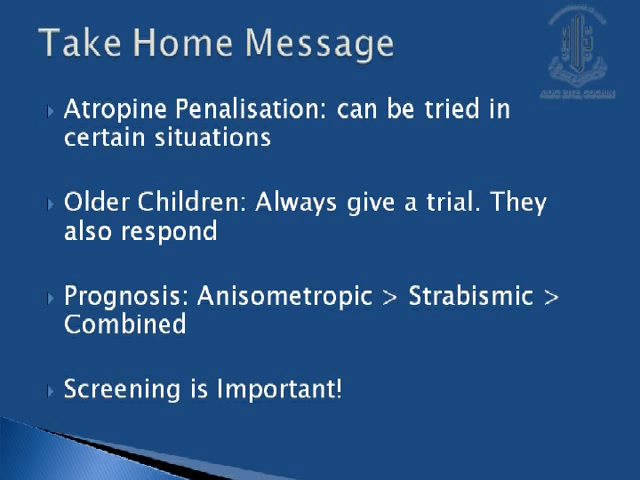 Take Home Message
Atropine Penalisation: can be tried in
certain situations
Older Children: Always give a trial. They
also respond
Prognosis: Anisometropic > Strabismic >
Combined
Screening is Important!